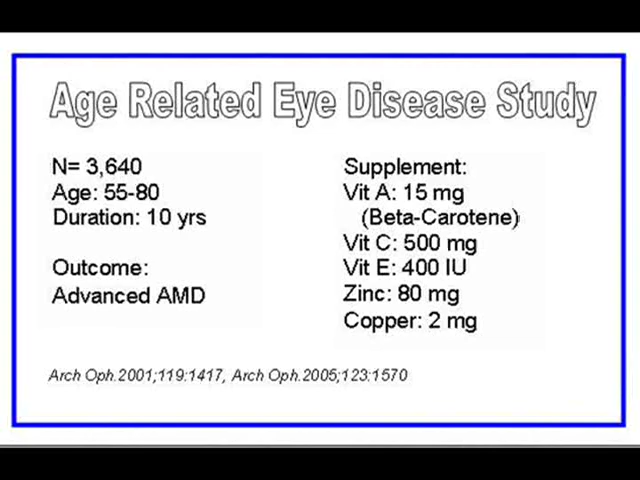 Age Related Eye Disease Study
N= 3,640
Age: 55-80
Duration: 10 yrs
Outcome:
Advanced AMD
Supplement:
Vit A: 15 mg
(Beta-Carotene)
Vit C: 500 mg
Vit E: 400 IU
Zinc: 80 mg
Copper: 2 mg
Arch Oph.2001;119:1417, Arch Oph.2005;123:1570